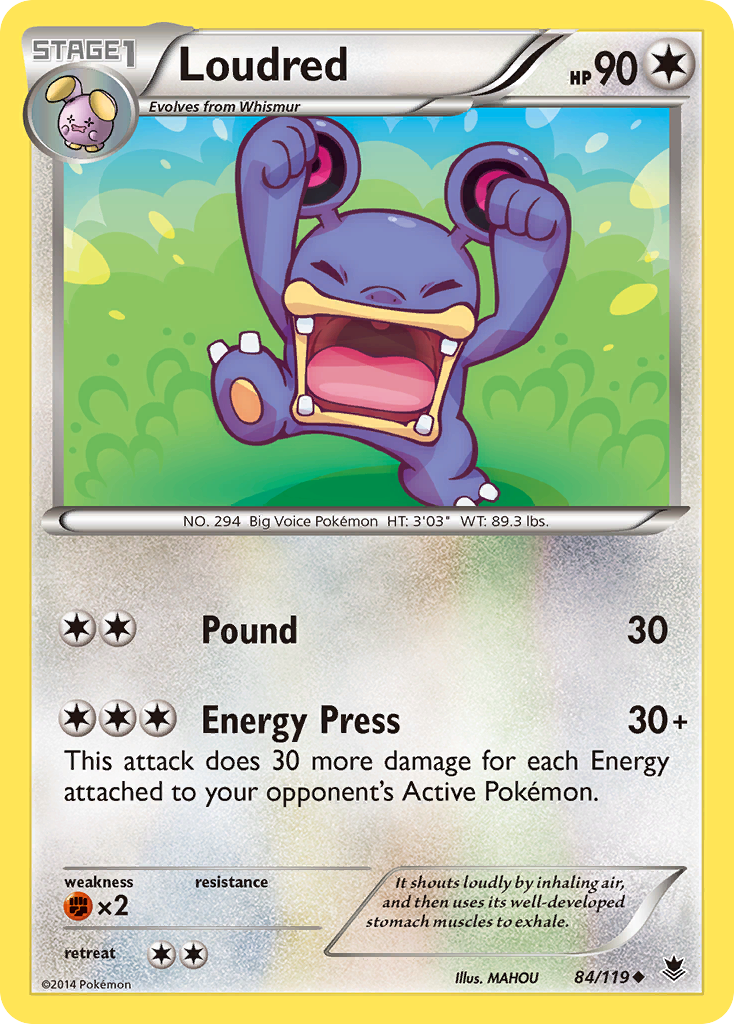 STAGE1
Loudred
HP 90
Evolves from Whismur
NO. 294 Big Voice Pokémon HT: 3'03" WT: 89.3 lbs.
Pound 30
Energy Press 30+
This attack does 30 more damage for each Energy
attached to your opponent's Active Pokémon.
weakness resistance
×2
It shouts loudly by inhaling air,
and then uses its well-developed
stomach muscles to exhale.
retreat
©2014 Pokémon
Illus. MAHOU
84/119